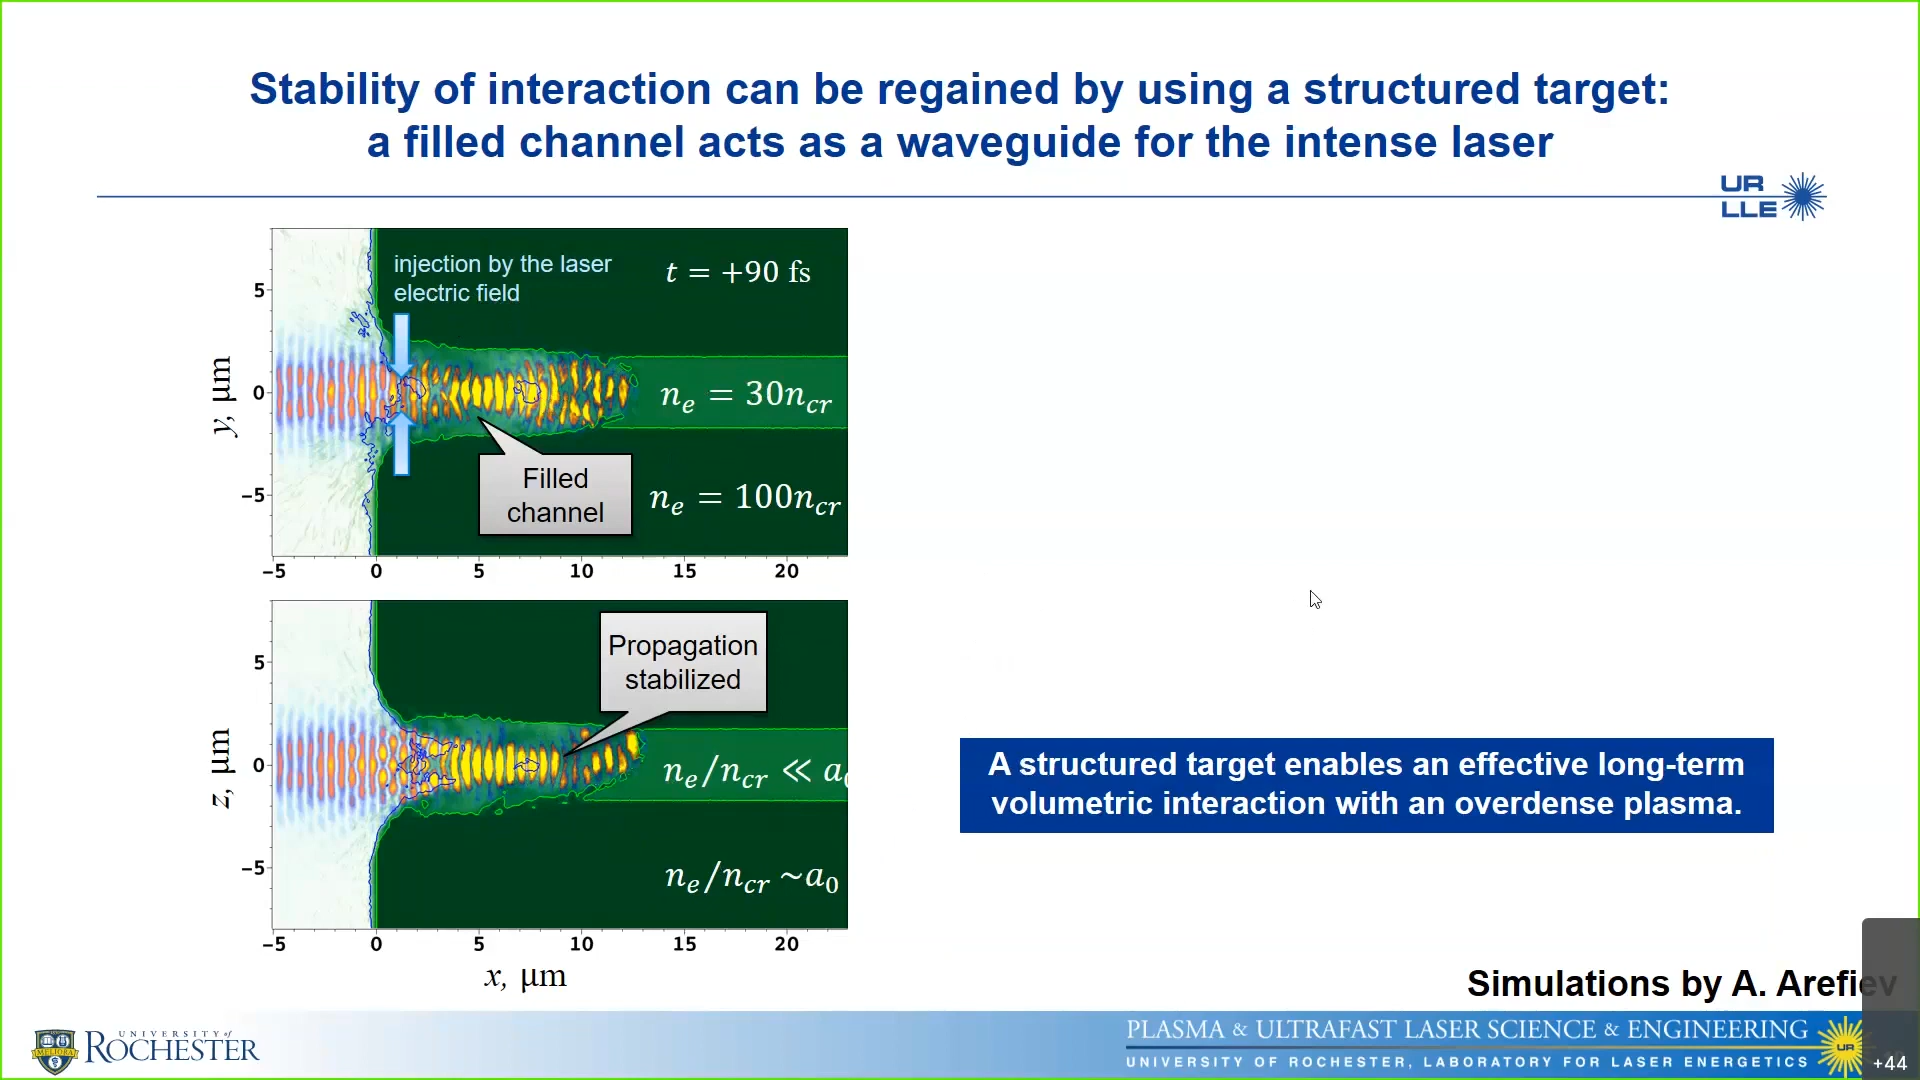 Stability of interaction can be regained by using a structured target:
a filled channel acts as a waveguide for the intense laser
UR
LLE
injection by the laser
electric field
t = +90 fs
5
0
−5
y, μm
n_e = 30n_cr
Filled
channel
n_e = 100n_cr
−5 0 5 10 15 20
Propagation
stabilized
5
0
−5
z, μm
n_e/n_cr ≪ a₀
n_e/n_cr ~a₀
−5 0 5 10 15 20
x, μm
A structured target enables an effective long-term
volumetric interaction with an overdense plasma.
Simulations by A. Arefiev
MELIORA
UNIVERSITY of
ROCHESTER
PLASMA & ULTRAFAST LASER SCIENCE & ENGINEERING
UNIVERSITY OF ROCHESTER, LABORATORY FOR LASER ENERGETICS
UR
+44